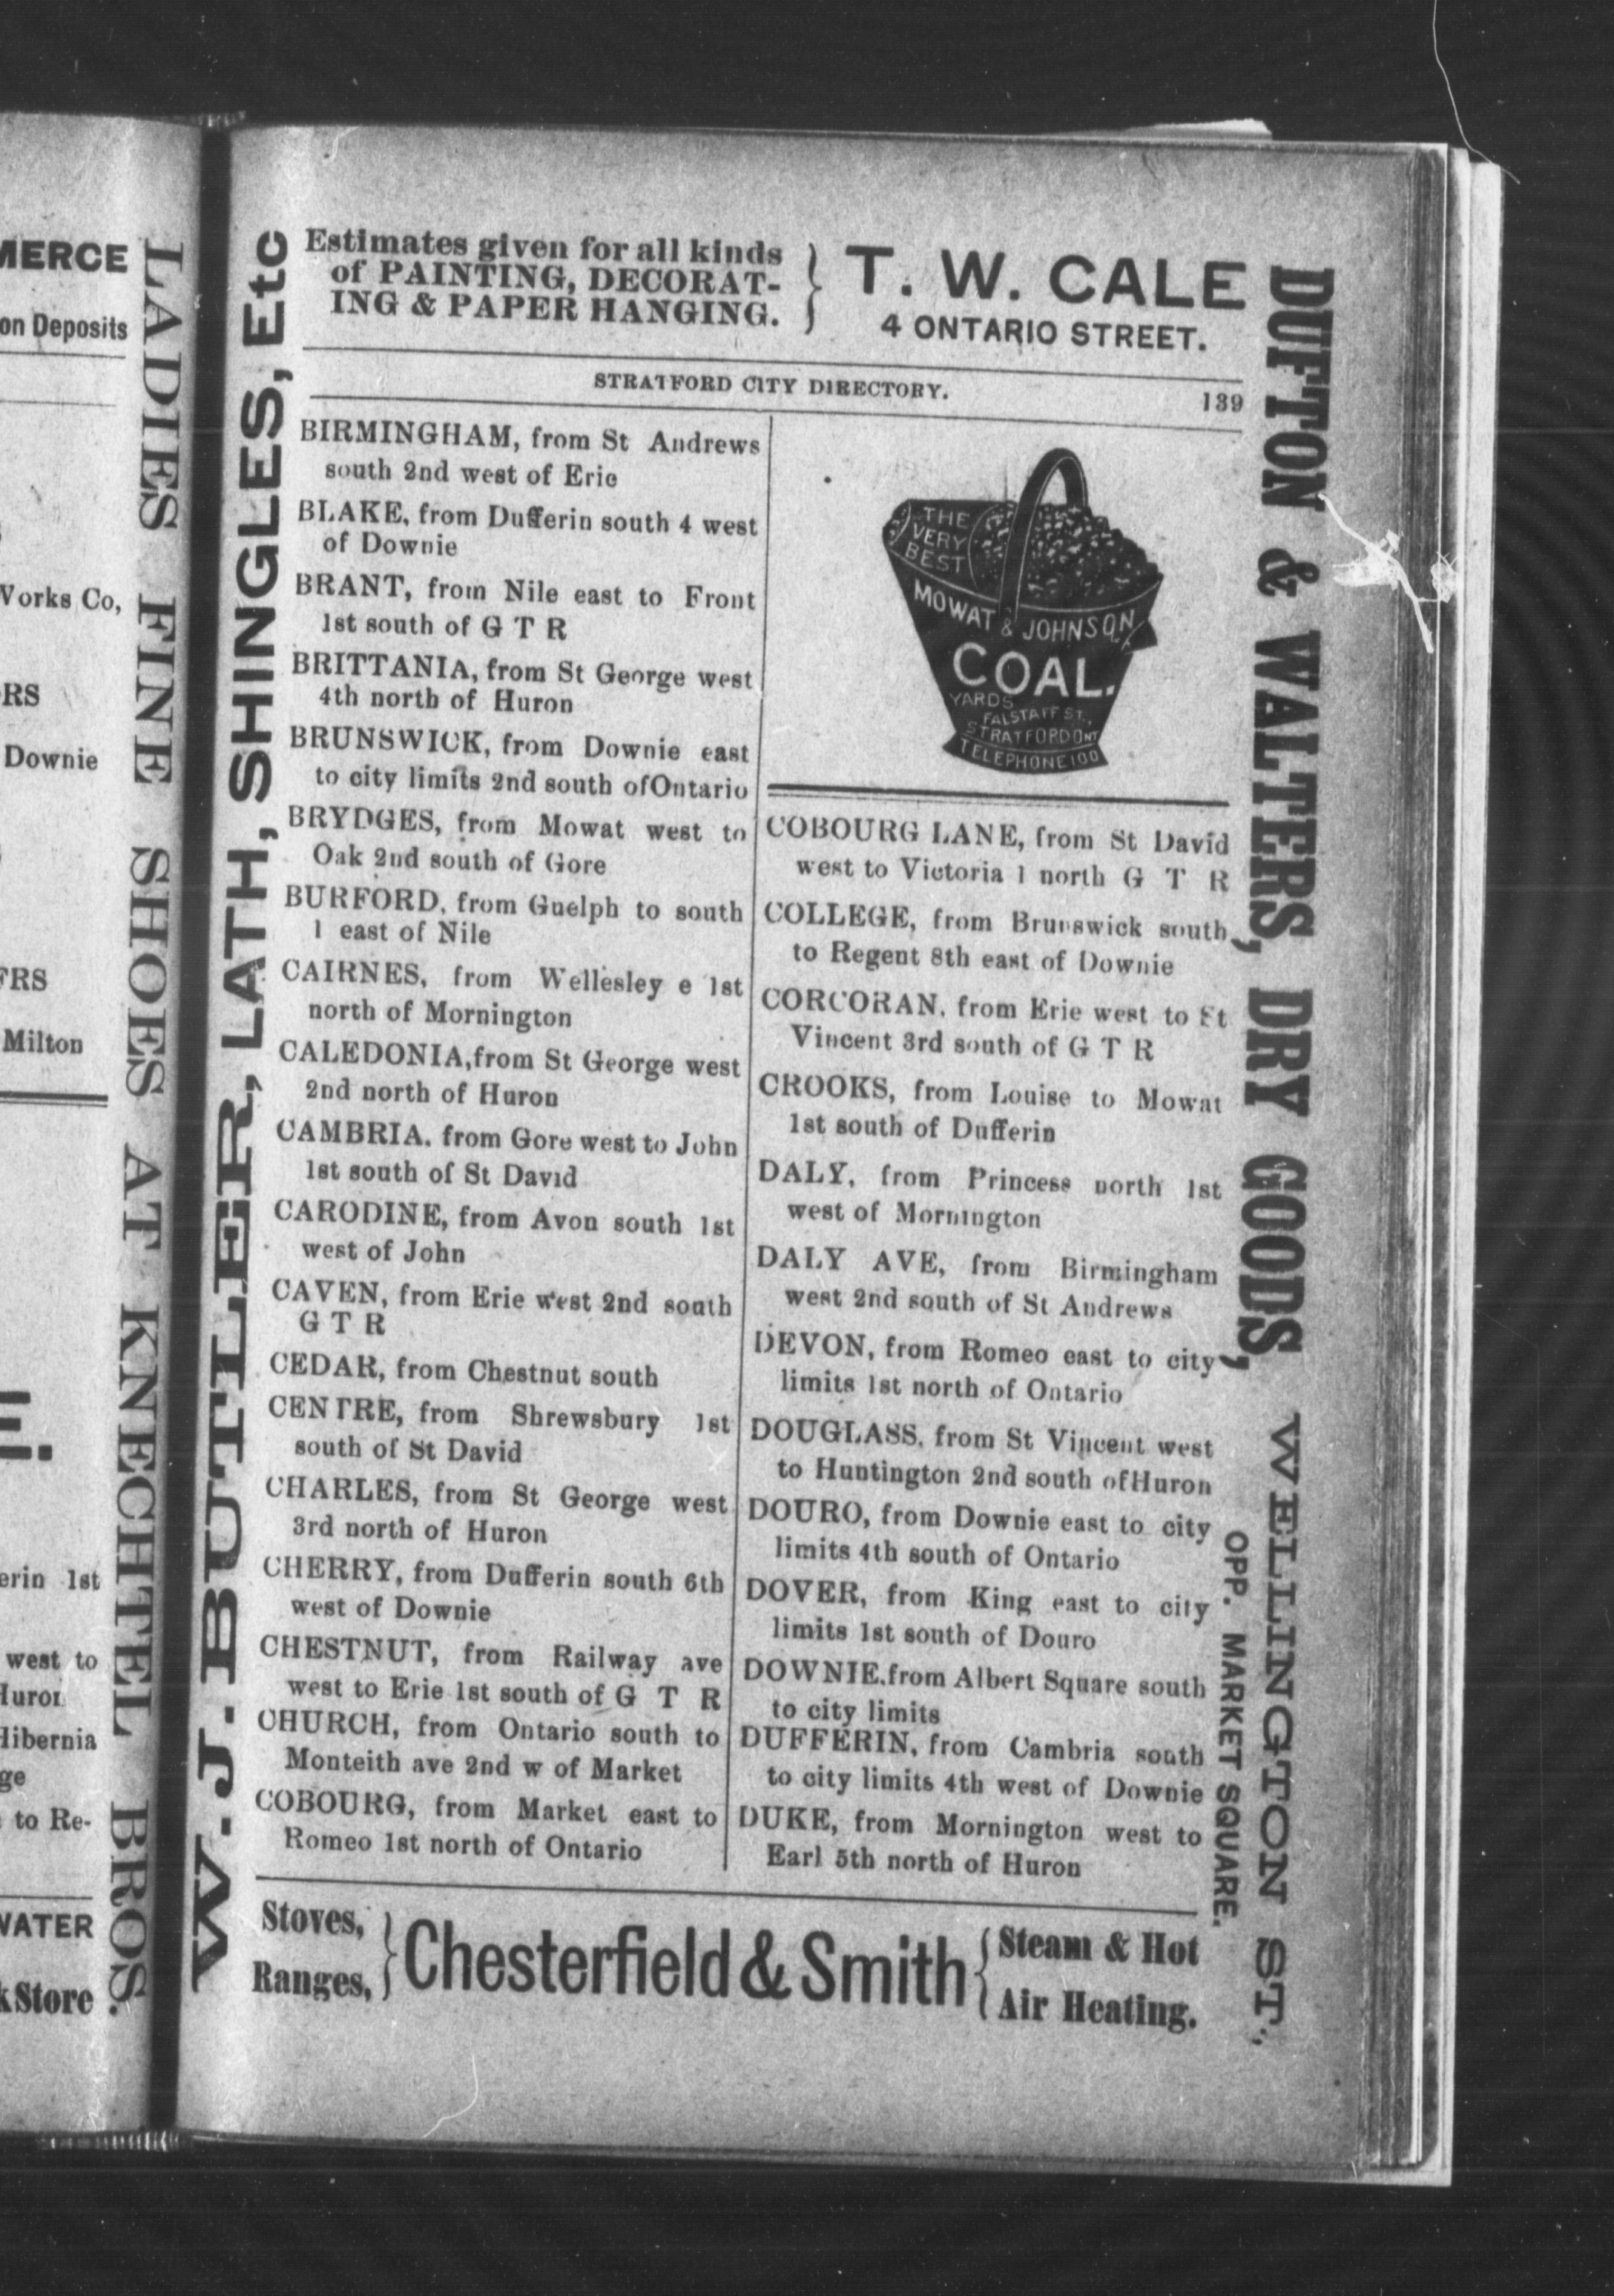 MERCE
on Deposits
Vorks Co,
RS
Downie
Milton
E.
erin 1st
west to
Hibernia
ge
to Re-
WATER
Store
LADIES FINE SHOES AT KNECHTEL BROS.
W. J. BUTLER, LATH, SHINGLES, Etc
Estimates given for all kinds
of PAINTING, DECORAT-
ING & PAPER HANGING.
T. W. CALE
4 ONTARIO STREET.
STRATFORD CITY DIRECTORY.
139
BIRMINGHAM, from St Andrews
south 2nd west of Erie
BLAKE, from Dufferin south 4 west
of Downie
BRANT, from Nile east to Front
1st south of G T R
BRITTANIA, from St George west
4th north of Huron
BRUNSWICK, from Downie east
to city limits 2nd south ofOntario
BRYDGES, from Mowat west to
Oak 2nd south of Gore
BURFORD, from Guelph to south
1 east of Nile
CAIRNES, from Wellesley e 1st
north of Mornington
CALEDONIA,from St George west
2nd north of Huron
CAMBRIA, from Gore west to John
1st south of St David
CARODINE, from Avon south 1st
west of John
CAVEN, from Erie west 2nd south
G T R
CEDAR, from Chestnut south
CENTRE, from Shrewsbury 1st
south of St David
CHARLES, from St George west
3rd north of Huron
CHERRY, from Dufferin south 6th
west of Downie
CHESTNUT, from Railway ave
west to Erie 1st south of G T R
CHURCH, from Ontario south to
Monteith ave 2nd w of Market
COBOURG, from Market east to
Romeo 1st north of Ontario
THE
VERY
BEST
MOWAT & JOHNSON
COAL.
YARDS
FALSTAFF ST.,
STRATFORD ONT
TELEPHONE 100
COBOURG LANE, from St David
west to Victoria 1 north G T R
COLLEGE, from Brunswick south
to Regent 8th east of Downie
CORCORAN, from Erie west to St
Vincent 3rd south of G T R
CROOKS, from Louise to Mowat
1st south of Dufferin
DALY, from Princess north 1st
west of Mornington
DALY AVE, from Birmingham
west 2nd south of St Andrews
DEVON, from Romeo east to city
limits 1st north of Ontario
DOUGLASS, from St Vincent west
to Huntington 2nd south ofHuron
DOURO, from Downie east to city
limits 4th south of Ontario
DOVER, from King east to city
limits 1st south of Douro
DOWNIE,from Albert Square south
to city limits
DUFFERIN, from Cambria south
to city limits 4th west of Downie
DUKE, from Mornington west to
Earl 5th north of Huron
DUFTON & WALTERS, DRY GOODS, WELLINGTON ST.,
OPP. MARKET SQUARE.
Stoves,
Ranges,
Chesterfield & Smith
Steam & Hot
Air Heating.